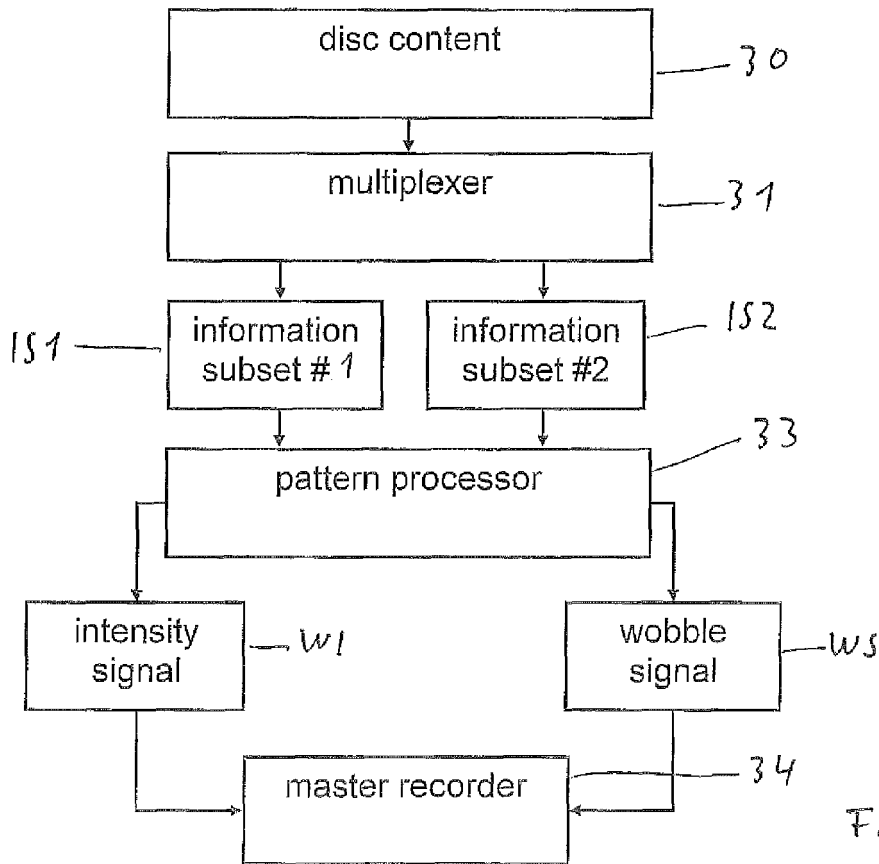 disc content
30
multiplexer
31
IS1
information
subset #1
information
subset #2
IS2
33
pattern processor
intensity
signal
WI
wobble
signal
WS
master recorder
34
F